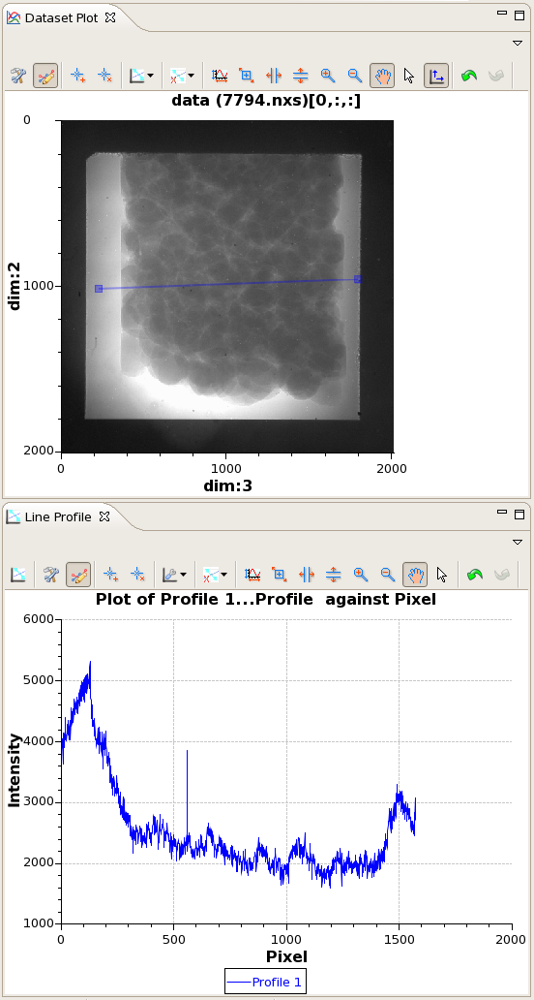 Dataset Plot
data (7794.nxs)[0,:,:]
0
1000
2000
dim:2
0
1000
2000
dim:3
Line Profile
Plot of Profile 1...Profile  against Pixel
6000
5000
4000
3000
2000
1000
Intensity
0
500
1000
1500
2000
Pixel
Profile 1